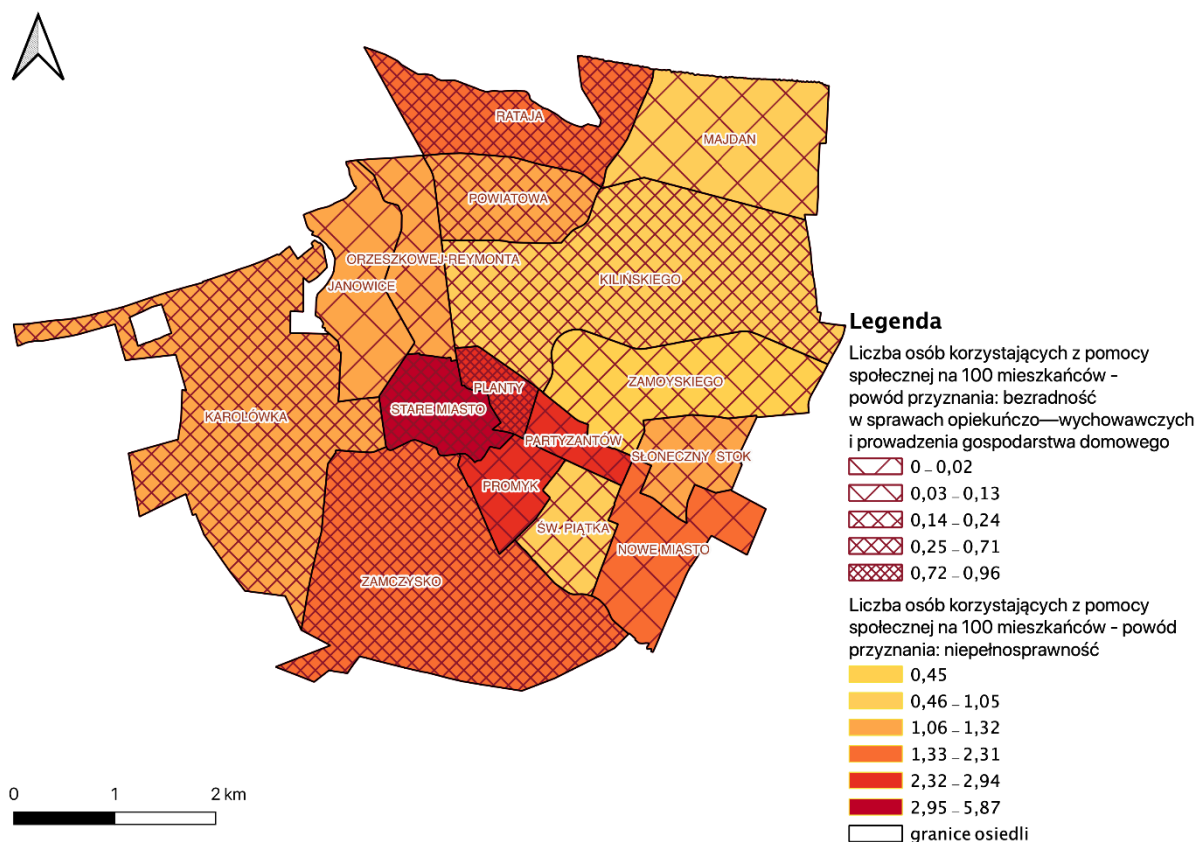 RATAJA
MAJDAN
POWIATOWA
ORZESZKOWEJ-REYMONTA
KILIŃSKIEGO
JANOWICE
ZAMOYSKIEGO
PLANTY
STARE MIASTO
KAROLÓWKA
PARTYZANTÓW
SŁONECZNY STOK
PROMYK
ŚW. PIĄTKA
NOWE MIASTO
ZAMCZYSKO
0 1 2 km
Legenda
Liczba osób korzystających z pomocy
społecznej na 100 mieszkańców -
powód przyznania: bezradność
w sprawach opiekuńczo—wychowawczych
i prowadzenia gospodarstwa domowego
0 – 0,02
0,03 – 0,13
0,14 – 0,24
0,25 – 0,71
0,72 – 0,96
Liczba osób korzystających z pomocy
społecznej na 100 mieszkańców - powód
przyznania: niepełnosprawność
0,45
0,46 – 1,05
1,06 – 1,32
1,33 – 2,31
2,32 – 2,94
2,95 – 5,87
granice osiedli